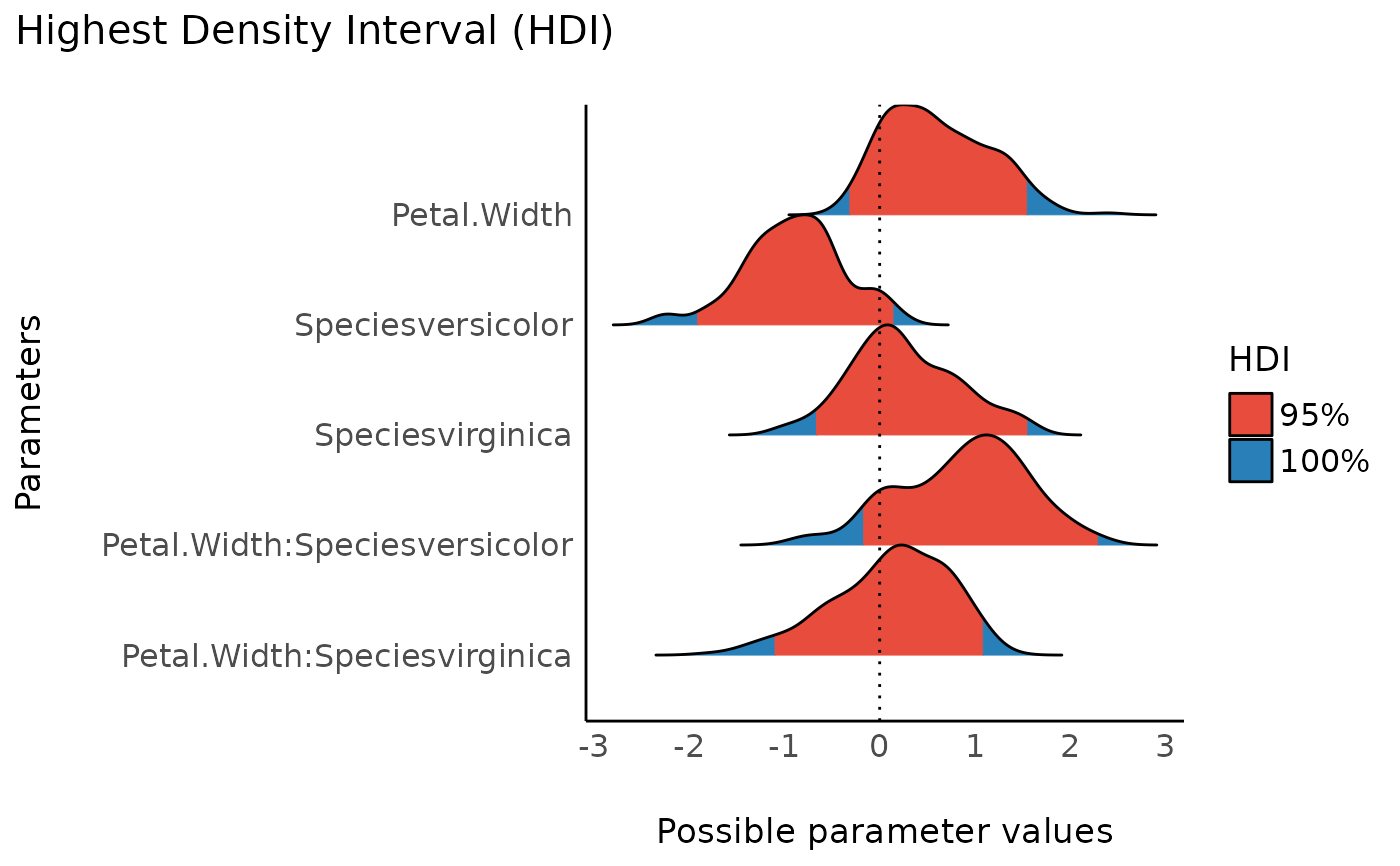 Highest Density Interval (HDI)
Parameters
Petal.Width
Speciesversicolor
Speciesvirginica
Petal.Width:Speciesversicolor
Petal.Width:Speciesvirginica
-3 -2 -1 0 1 2 3
Possible parameter values
HDI
95%
100%